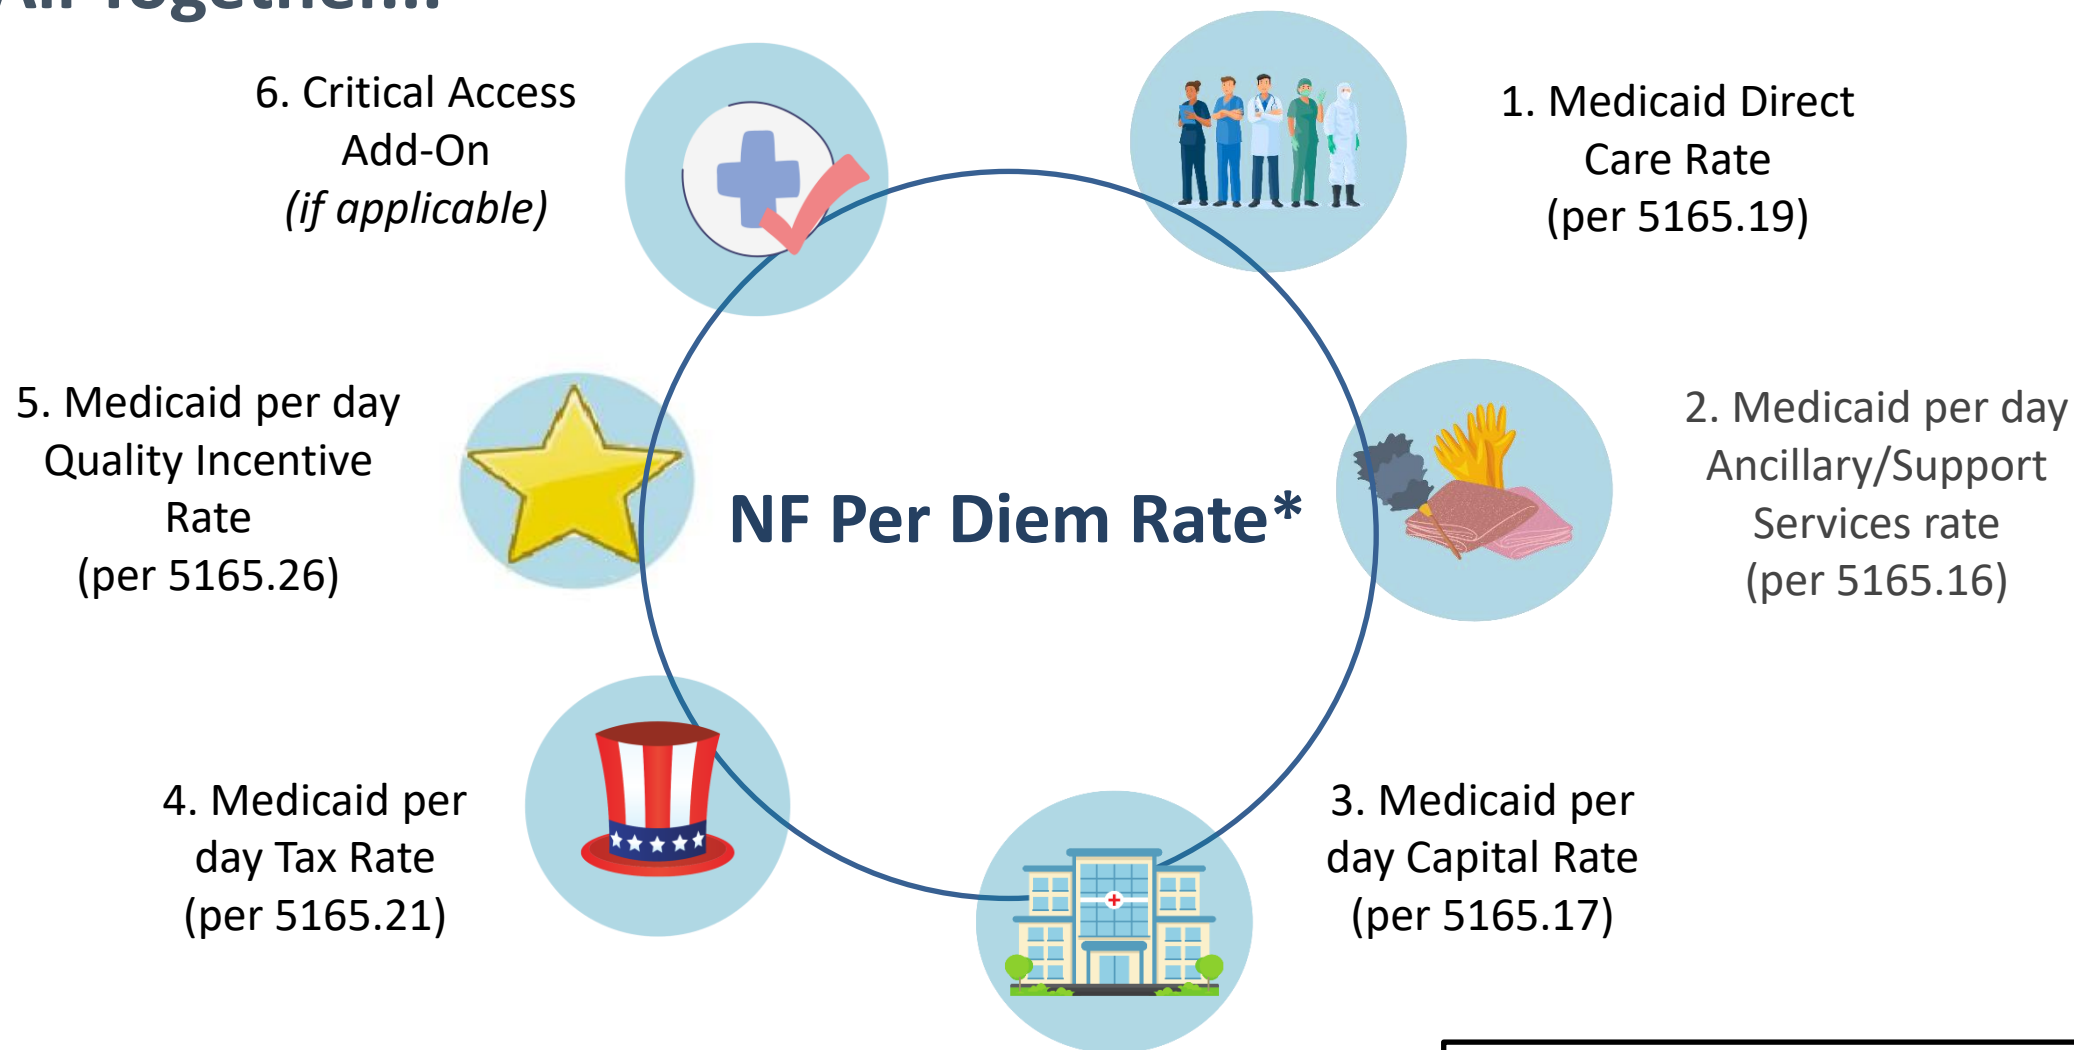 All Together...
1. Medicaid Direct
Care Rate
(per 5165.19)
2. Medicaid per day
Ancillary/Support
Services rate
(per 5165.16)
3. Medicaid per
day Capital Rate
(per 5165.17)
4. Medicaid per
day Tax Rate
(per 5165.21)
5. Medicaid per day
Quality Incentive
Rate
(per 5165.26)
6. Critical Access
Add-On
(if applicable)
NF Per Diem Rate*